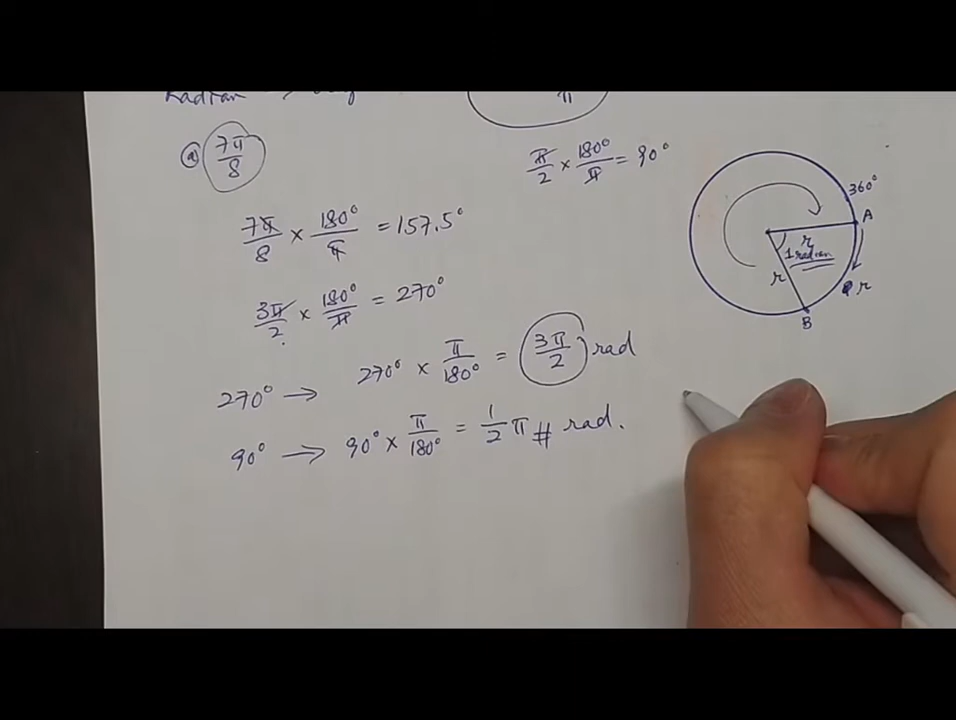 Radian →
π
ⓐ 7π/8
π/2 × 180°/π = 90°
7π/8 × 180°/π = 157.5°
3π/2 × 180°/π = 270°
270° → 270° × π/180° = 3π/2 rad
90° → 90° × π/180° = 1/2 π # rad.
360°
A
r
1 radian
r
r
B